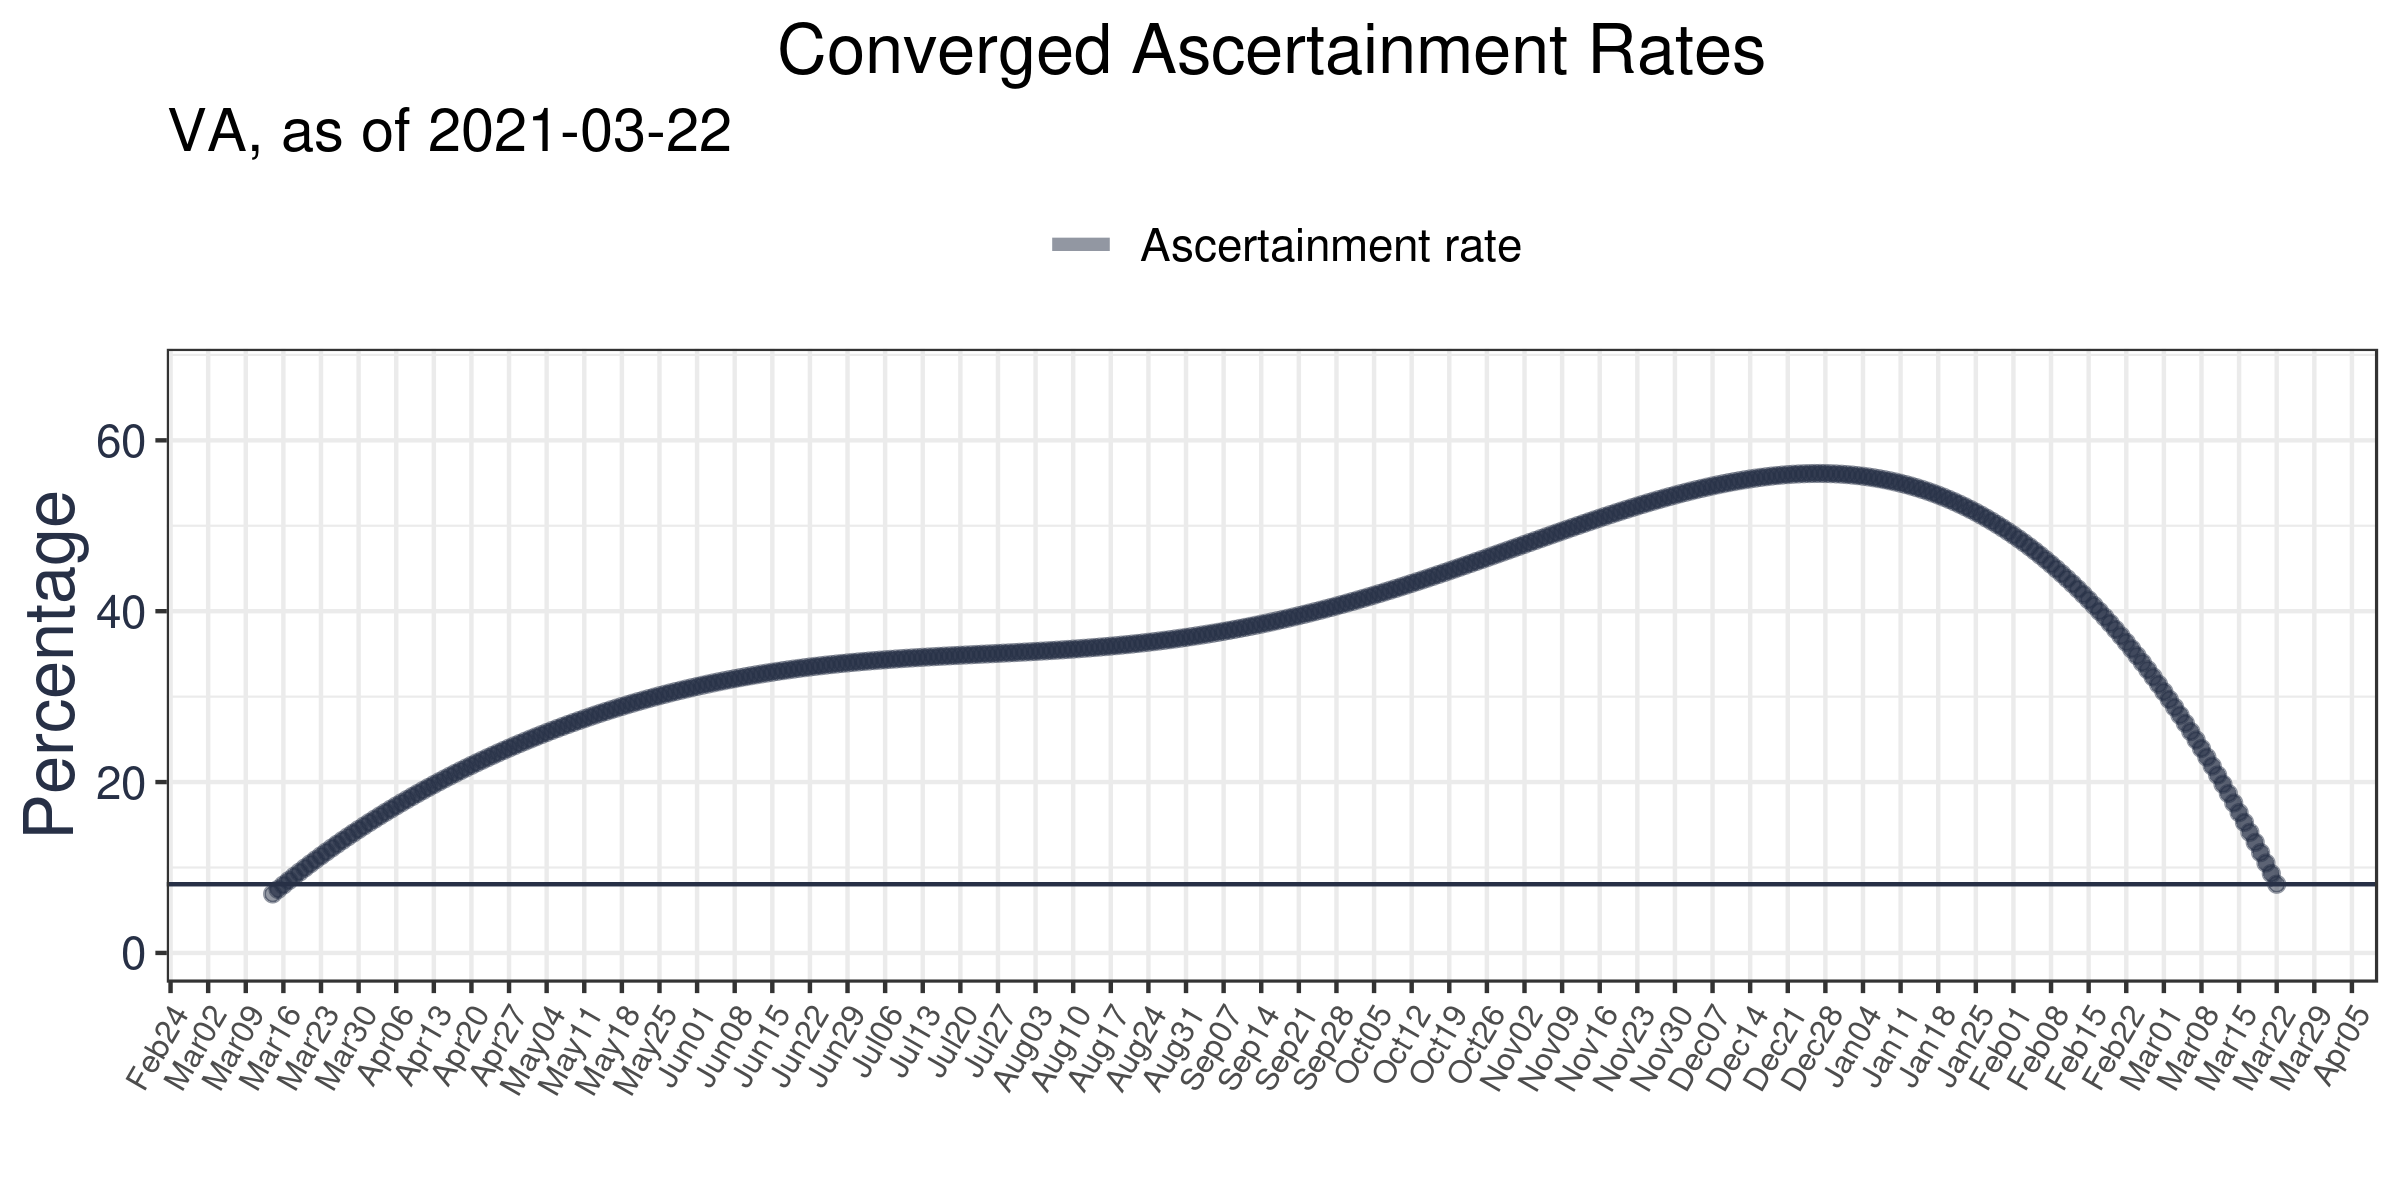 Converged Ascertainment Rates
VA, as of 2021-03-22
Ascertainment rate
Percentage
60
40
20
0
Feb24 Mar02 Mar09 Mar16 Mar23 Mar30 Apr06 Apr13 Apr20 Apr27 May04 May11 May18 May25 Jun01 Jun08 Jun15 Jun22 Jun29 Jul06 Jul13 Jul20 Jul27 Aug03 Aug10 Aug17 Aug24 Aug31 Sep07 Sep14 Sep21 Sep28 Oct05 Oct12 Oct19 Oct26 Nov02 Nov09 Nov16 Nov23 Nov30 Dec07 Dec14 Dec21 Dec28 Jan04 Jan11 Jan18 Jan25 Feb01 Feb08 Feb15 Feb22 Mar01 Mar08 Mar15 Mar22 Mar29 Apr05